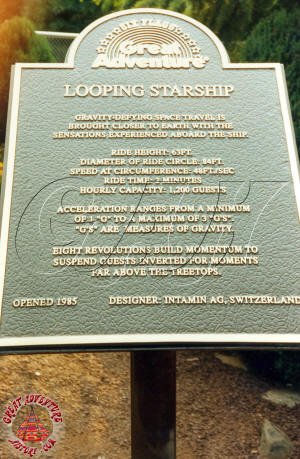 SIX FLAGS
Great Adventure
LOOPING STARSHIP
GRAVITY-DEFYING SPACE TRAVEL IS
BROUGHT CLOSER TO EARTH WITH THE
SENSATIONS EXPERIENCED ABOARD THE SHIP.
RIDE HEIGHT: 63FT.
DIAMETER OF RIDE CIRCLE: 84FT.
SPEED AT CIRCUMFERENCE: 48FT/SEC
RIDE TIME: 2 MINUTES
HOURLY CAPACITY: 1,200 GUESTS
ACCELERATION RANGES FROM A MINIMUM
OF 1 "G" TO A MAXIMUM OF 3 "G'S".
"G'S" ARE MEASURES OF GRAVITY.
EIGHT REVOLUTIONS BUILD MOMENTUM TO
SUSPEND GUESTS INVERTED FOR MOMENTS
FAR ABOVE THE TREETOPS.
OPENED 1985 DESIGNER: INTAMIN AG, SWITZERLAND
GREAT ADVENTURE
HISTORY CLUB